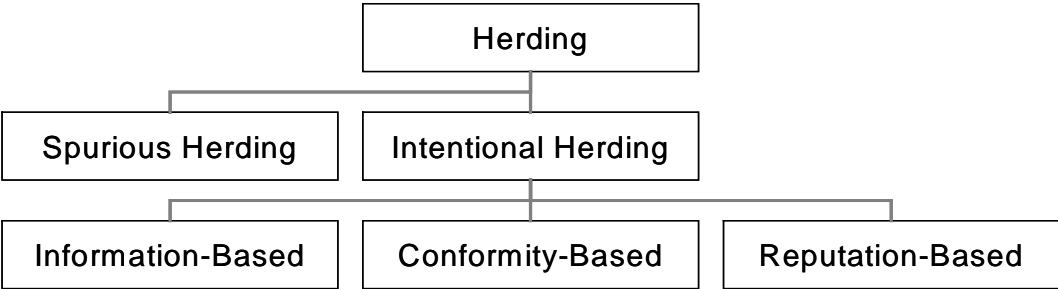 Herding
Spurious Herding
Intentional Herding
Information-Based
Conformity-Based
Reputation-Based